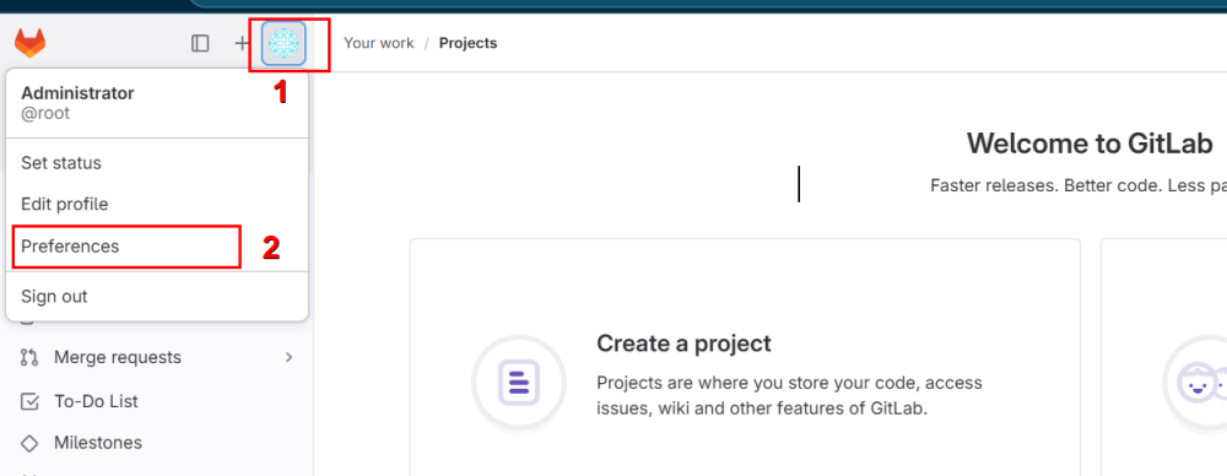 Your work / Projects
1
Administrator
@root
Set status
Edit profile
Preferences
2
Sign out
Merge requests
To-Do List
Milestones
Welcome to GitLab
Faster releases. Better code. Less pa
Create a project
Projects are where you store your code, access
issues, wiki and other features of GitLab.